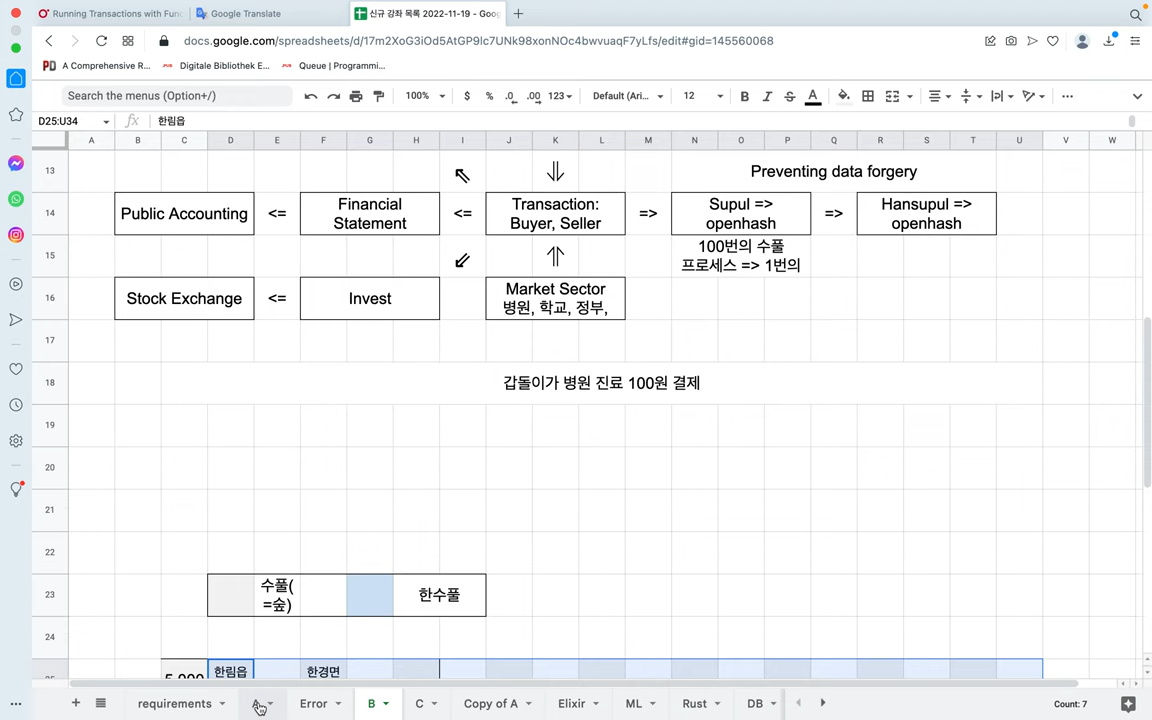 Running Transactions with Func
Google Translate
신규 강좌 목록 2022-11-19 - Goog
docs.google.com/spreadsheets/d/17m2XoG3iOd5AtGP9lc7UNk98xonNOc4bwvuaqF7yLfs/edit#gid=145560068
PD A Comprehensive R...
PUB Digitale Bibliothek E...
PUB Queue | Programmi...
Search the menus (Option+/)
100%
$ % .0 .00 123
Default (Ari...
12
B I S A
D25:U34
fx 한림읍
A B C D E F G H I J K L M N O P Q R S T U V W
13
⇖ ⇓ Preventing data forgery
14
Public Accounting
<=
Financial
Statement
<=
Transaction:
Buyer, Seller
=>
Supul =>
openhash
=>
Hansupul =>
openhash
15
⇙ ⇑
100번의 수풀
프로세스 => 1번의
16
Stock Exchange
<=
Invest
Market Sector
병원, 학교, 정부,
17
18
갑돌이가 병원 진료 100원 결제
19
20
21
22
23
수풀(
=숲)
한수풀
24
한림읍
한경면
requirements A Error B C Copy of A Elixir ML Rust DB
Count: 7